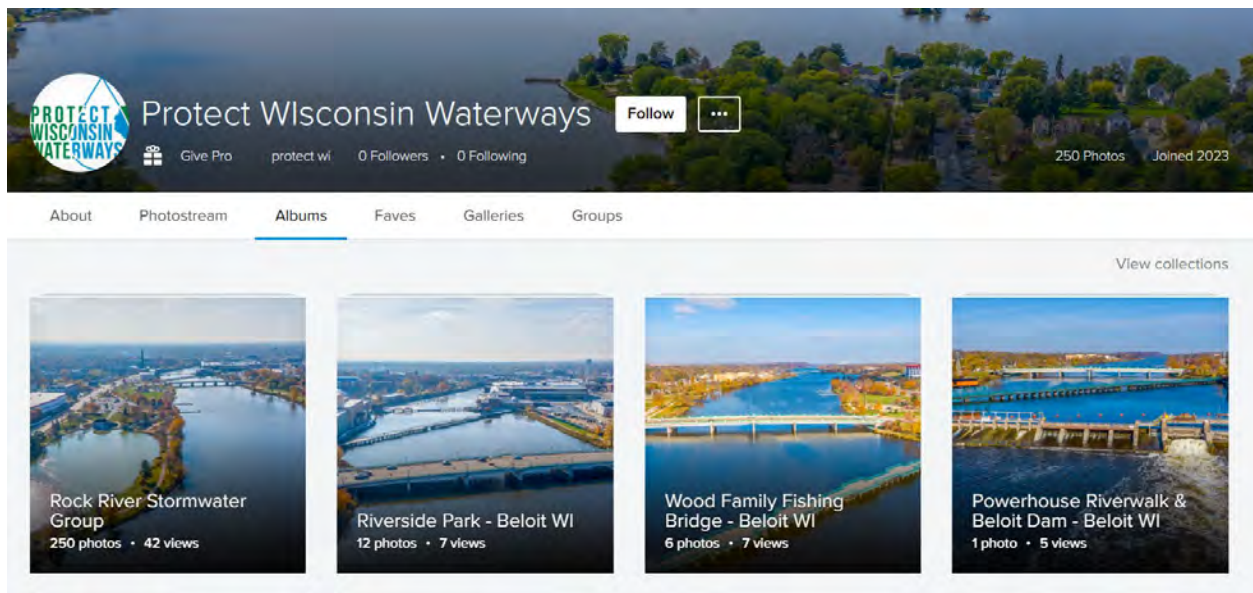 PROTECT
WISCONSIN
WATERWAYS
Protect WIsconsin Waterways
Follow
...
Give Pro
protect wi
0 Followers • 0 Following
250 Photos
Joined 2023
About
Photostream
Albums
Faves
Galleries
Groups
View collections
Rock River Stormwater
Group
250 photos • 42 views
Riverside Park - Beloit WI
12 photos • 7 views
Wood Family Fishing
Bridge - Beloit WI
6 photos • 7 views
Powerhouse Riverwalk &
Beloit Dam - Beloit WI
1 photo • 5 views